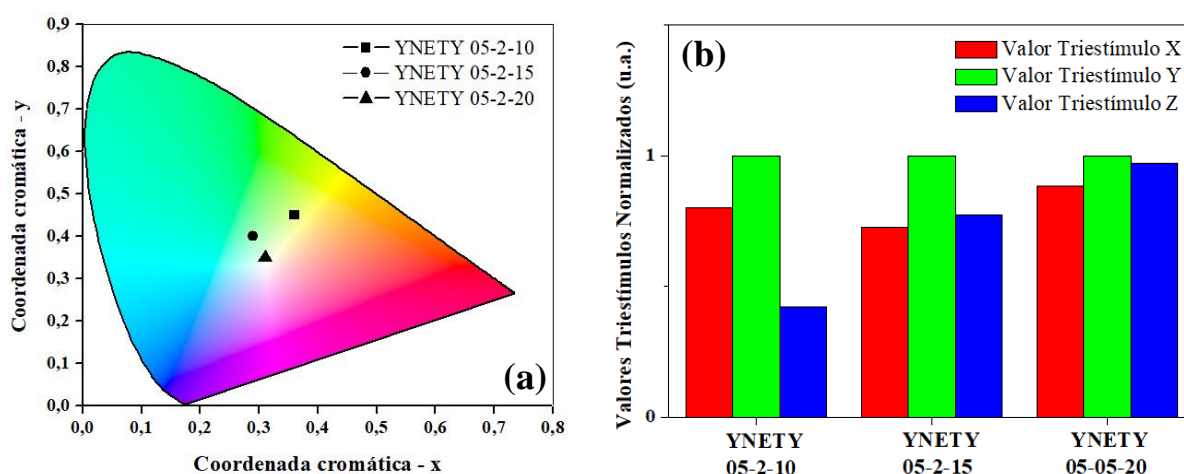 0,9
0,8
0,7
0,6
0,5
0,4
0,3
0,2
0,1
0,0
Coordenada cromática - y
YNETY 05-2-10
YNETY 05-2-15
YNETY 05-2-20
(a)
0,0 0,1 0,2 0,3 0,4 0,5 0,6 0,7 0,8
Coordenada cromática - x
(b)
Valor Triestímulo X
Valor Triestímulo Y
Valor Triestímulo Z
Valores Triestímulos Normalizados (u.a.)
1
0
YNETY YNETY YNETY
05-2-10 05-2-15 05-05-20